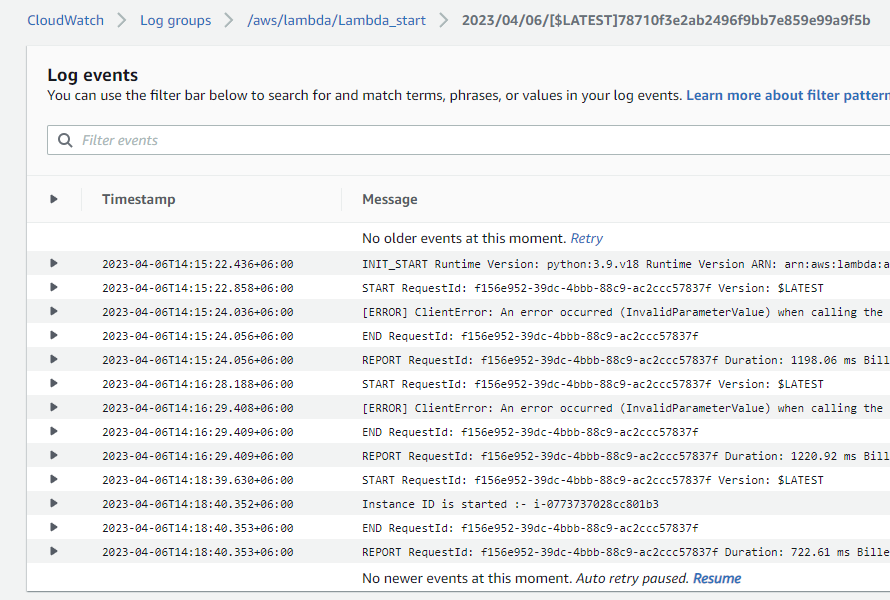 CloudWatch > Log groups > /aws/lambda/Lambda_start > 2023/04/06/[$LATEST]78710f3e2ab2496f9bb7e859e99a9f5b
Log events
You can use the filter bar below to search for and match terms, phrases, or values in your log events. Learn more about filter pattern
Filter events
Timestamp Message
No older events at this moment. Retry
2023-04-06T14:15:22.436+06:00 INIT_START Runtime Version: python:3.9.v18 Runtime Version ARN: arn:aws:lambda:a
2023-04-06T14:15:22.858+06:00 START RequestId: f156e952-39dc-4bbb-88c9-ac2ccc57837f Version: $LATEST
2023-04-06T14:15:24.036+06:00 [ERROR] ClientError: An error occurred (InvalidParameterValue) when calling the
2023-04-06T14:15:24.056+06:00 END RequestId: f156e952-39dc-4bbb-88c9-ac2ccc57837f
2023-04-06T14:15:24.056+06:00 REPORT RequestId: f156e952-39dc-4bbb-88c9-ac2ccc57837f Duration: 1198.06 ms Bill
2023-04-06T14:16:28.188+06:00 START RequestId: f156e952-39dc-4bbb-88c9-ac2ccc57837f Version: $LATEST
2023-04-06T14:16:29.408+06:00 [ERROR] ClientError: An error occurred (InvalidParameterValue) when calling the
2023-04-06T14:16:29.409+06:00 END RequestId: f156e952-39dc-4bbb-88c9-ac2ccc57837f
2023-04-06T14:16:29.409+06:00 REPORT RequestId: f156e952-39dc-4bbb-88c9-ac2ccc57837f Duration: 1220.92 ms Bill
2023-04-06T14:18:39.630+06:00 START RequestId: f156e952-39dc-4bbb-88c9-ac2ccc57837f Version: $LATEST
2023-04-06T14:18:40.352+06:00 Instance ID is started :- i-0773737028cc801b3
2023-04-06T14:18:40.353+06:00 END RequestId: f156e952-39dc-4bbb-88c9-ac2ccc57837f
2023-04-06T14:18:40.353+06:00 REPORT RequestId: f156e952-39dc-4bbb-88c9-ac2ccc57837f Duration: 722.61 ms Bille
No newer events at this moment. Auto retry paused. Resume